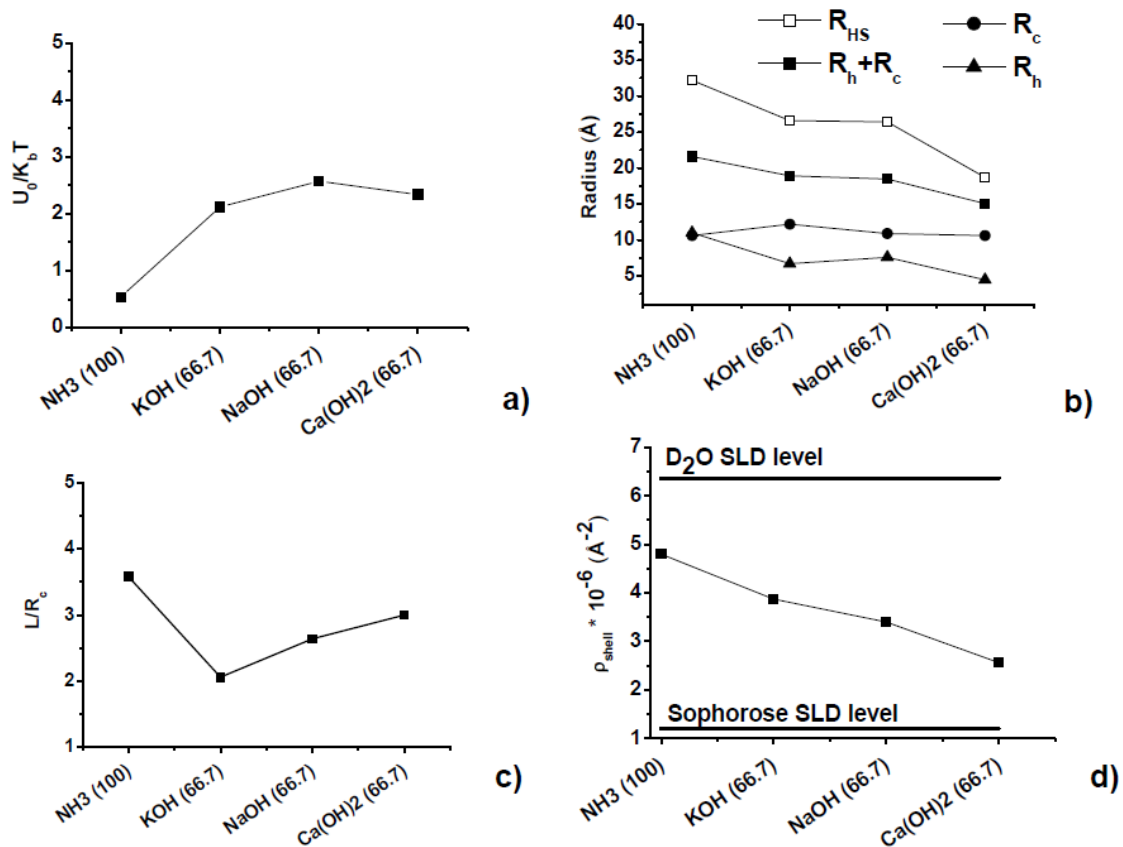 5
4
3
2
1
0
U0/KbT
NH3 (100)
KOH (66.7)
NaOH (66.7)
Ca(OH)2 (66.7)
a)
RHS
Rc
Rh+Rc
Rh
40
35
30
25
20
15
10
5
Radius (Å)
NH3 (100)
KOH (66.7)
NaOH (66.7)
Ca(OH)2 (66.7)
b)
5
4
3
2
1
L/Rc
NH3 (100)
KOH (66.7)
NaOH (66.7)
Ca(OH)2 (66.7)
c)
7
6
5
4
3
2
1
ρshell * 10^-6 (Å^-2)
D2O SLD level
Sophorose SLD level
NH3 (100)
KOH (66.7)
NaOH (66.7)
Ca(OH)2 (66.7)
d)